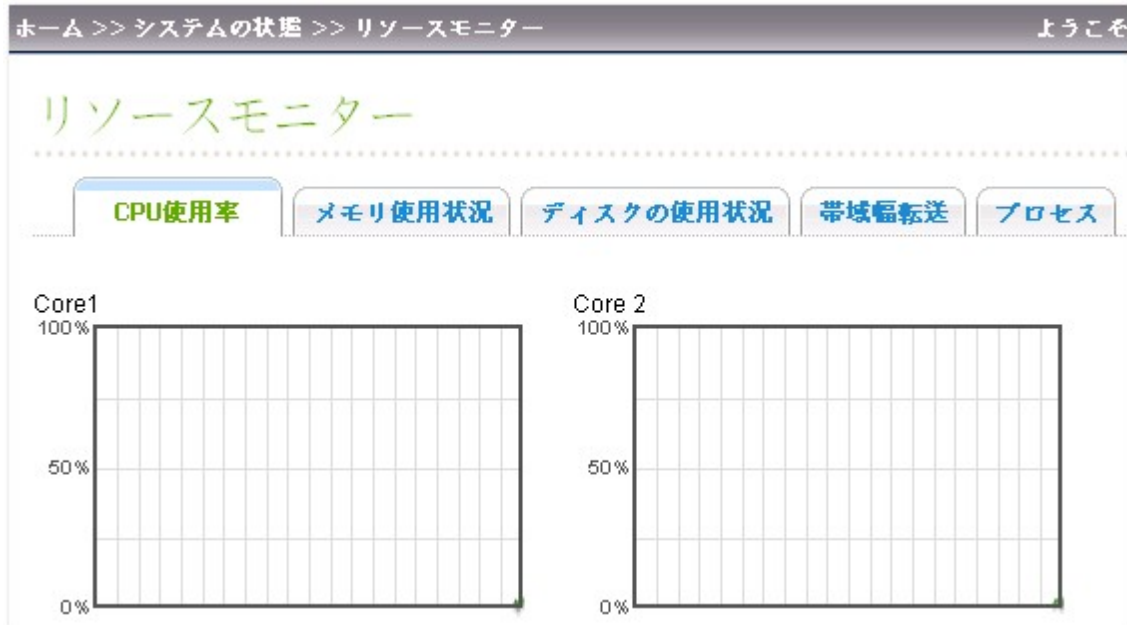 ホーム >> システムの状態 >> リソースモニター ようこそ
リソースモニター
CPU使用率 メモリ使用状況 ディスクの使用状況 帯域幅転送 プロセス
Core1 Core 2
100% 100%
50% 50%
0% 0%